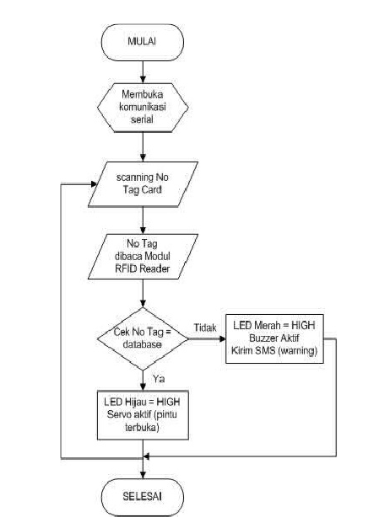 MULAI
Membuka
komunikasi
serial
scanning No
Tag Card
No Tag
dibaca Modul
RFID Reader
Cek No Tag =
database
Tidak
LED Merah = HIGH
Buzzer Aktif
Kirim SMS (warning)
Ya
LED Hijau = HIGH
Servo aktif (pintu
terbuka)
SELESAI